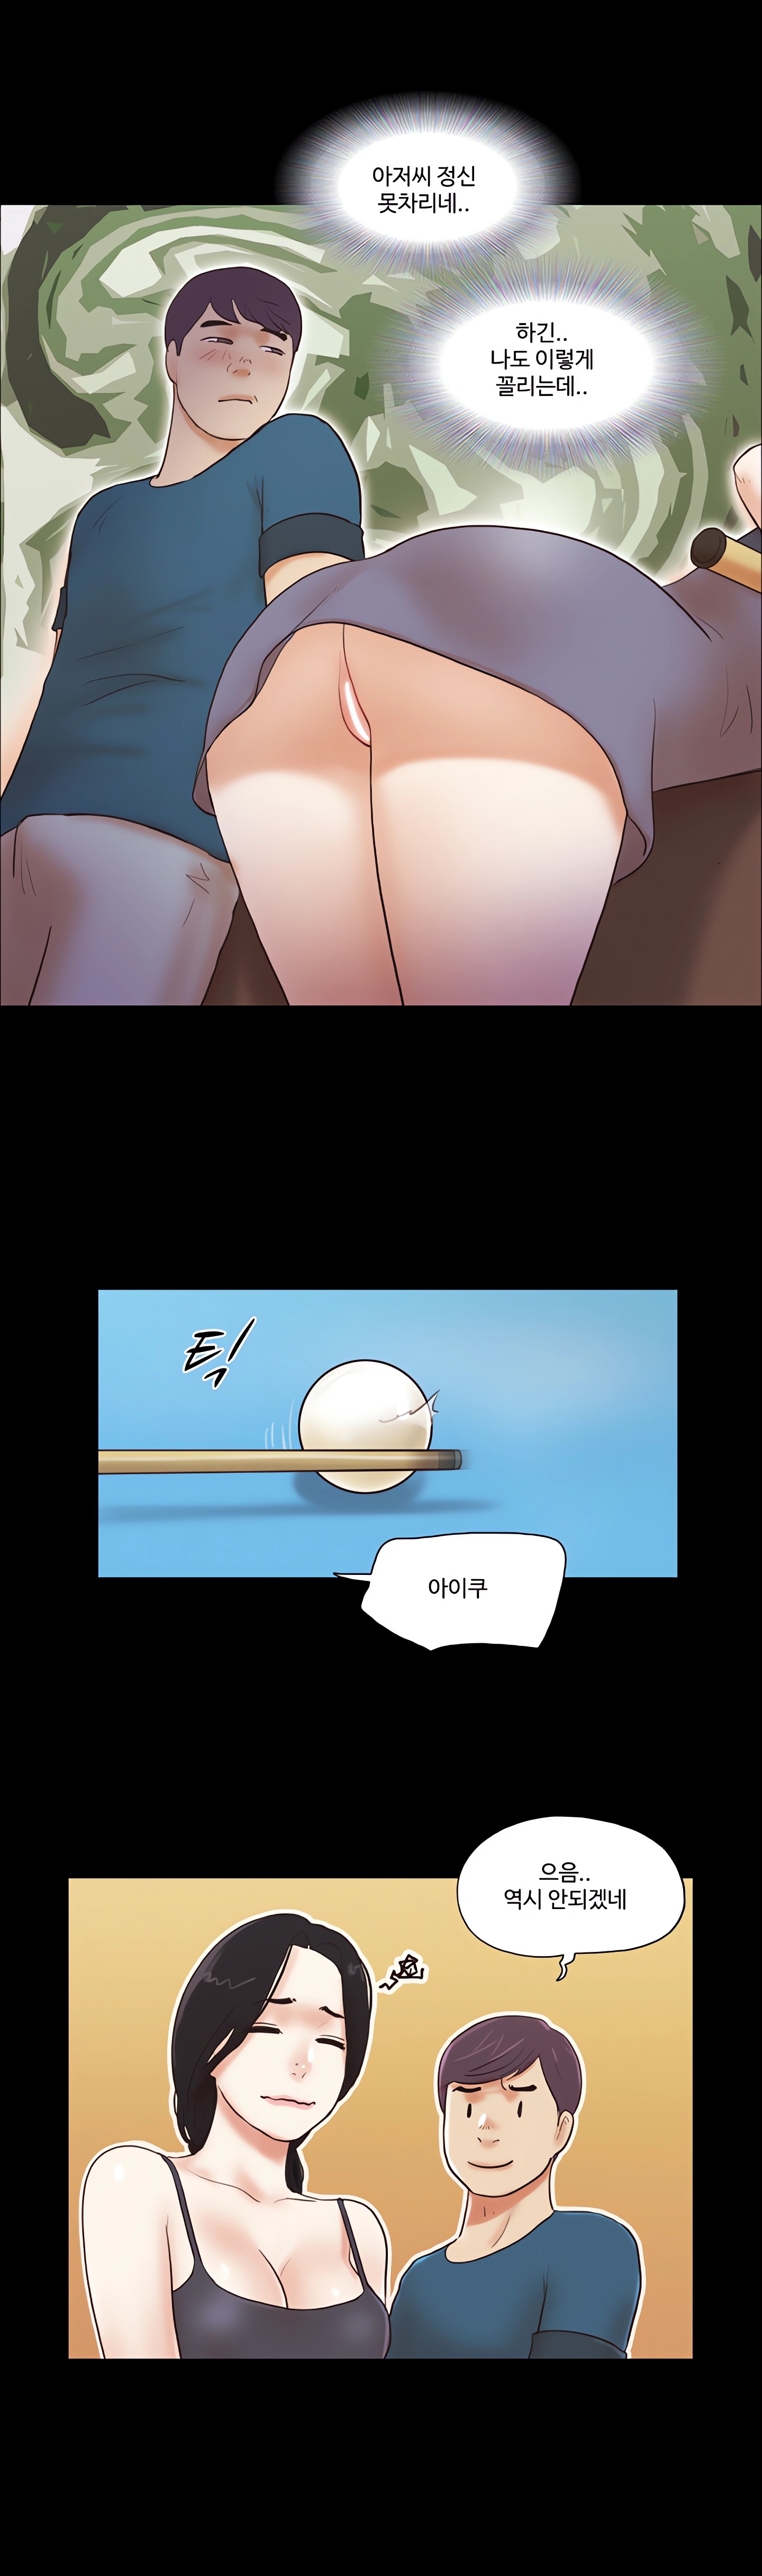 아저씨 정신
못차리네..
하긴..
나도 이렇게
꼴리는데..
틱!
아이쿠
으음..
역시 안되겠네